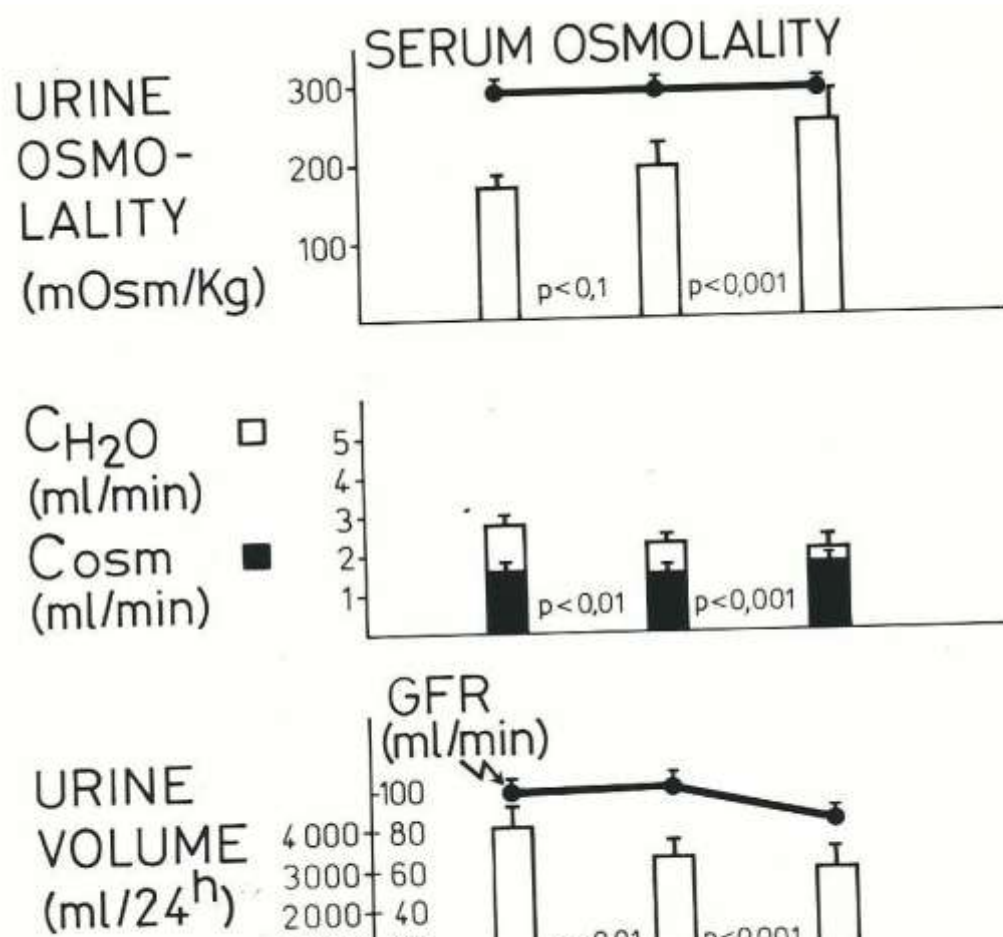 SERUM OSMOLALITY
URINE
OSMO-
LALITY
(mOsm/Kg)
300
200
100
p<0,1
p<0,001
CH2O
(ml/min)
Cosm
(ml/min)
5
4
3
2
1
p<0,01
p<0,001
GFR
(ml/min)
URINE
VOLUME
(ml/24h)
100
4000 80
3000 60
2000 40
p<0,001